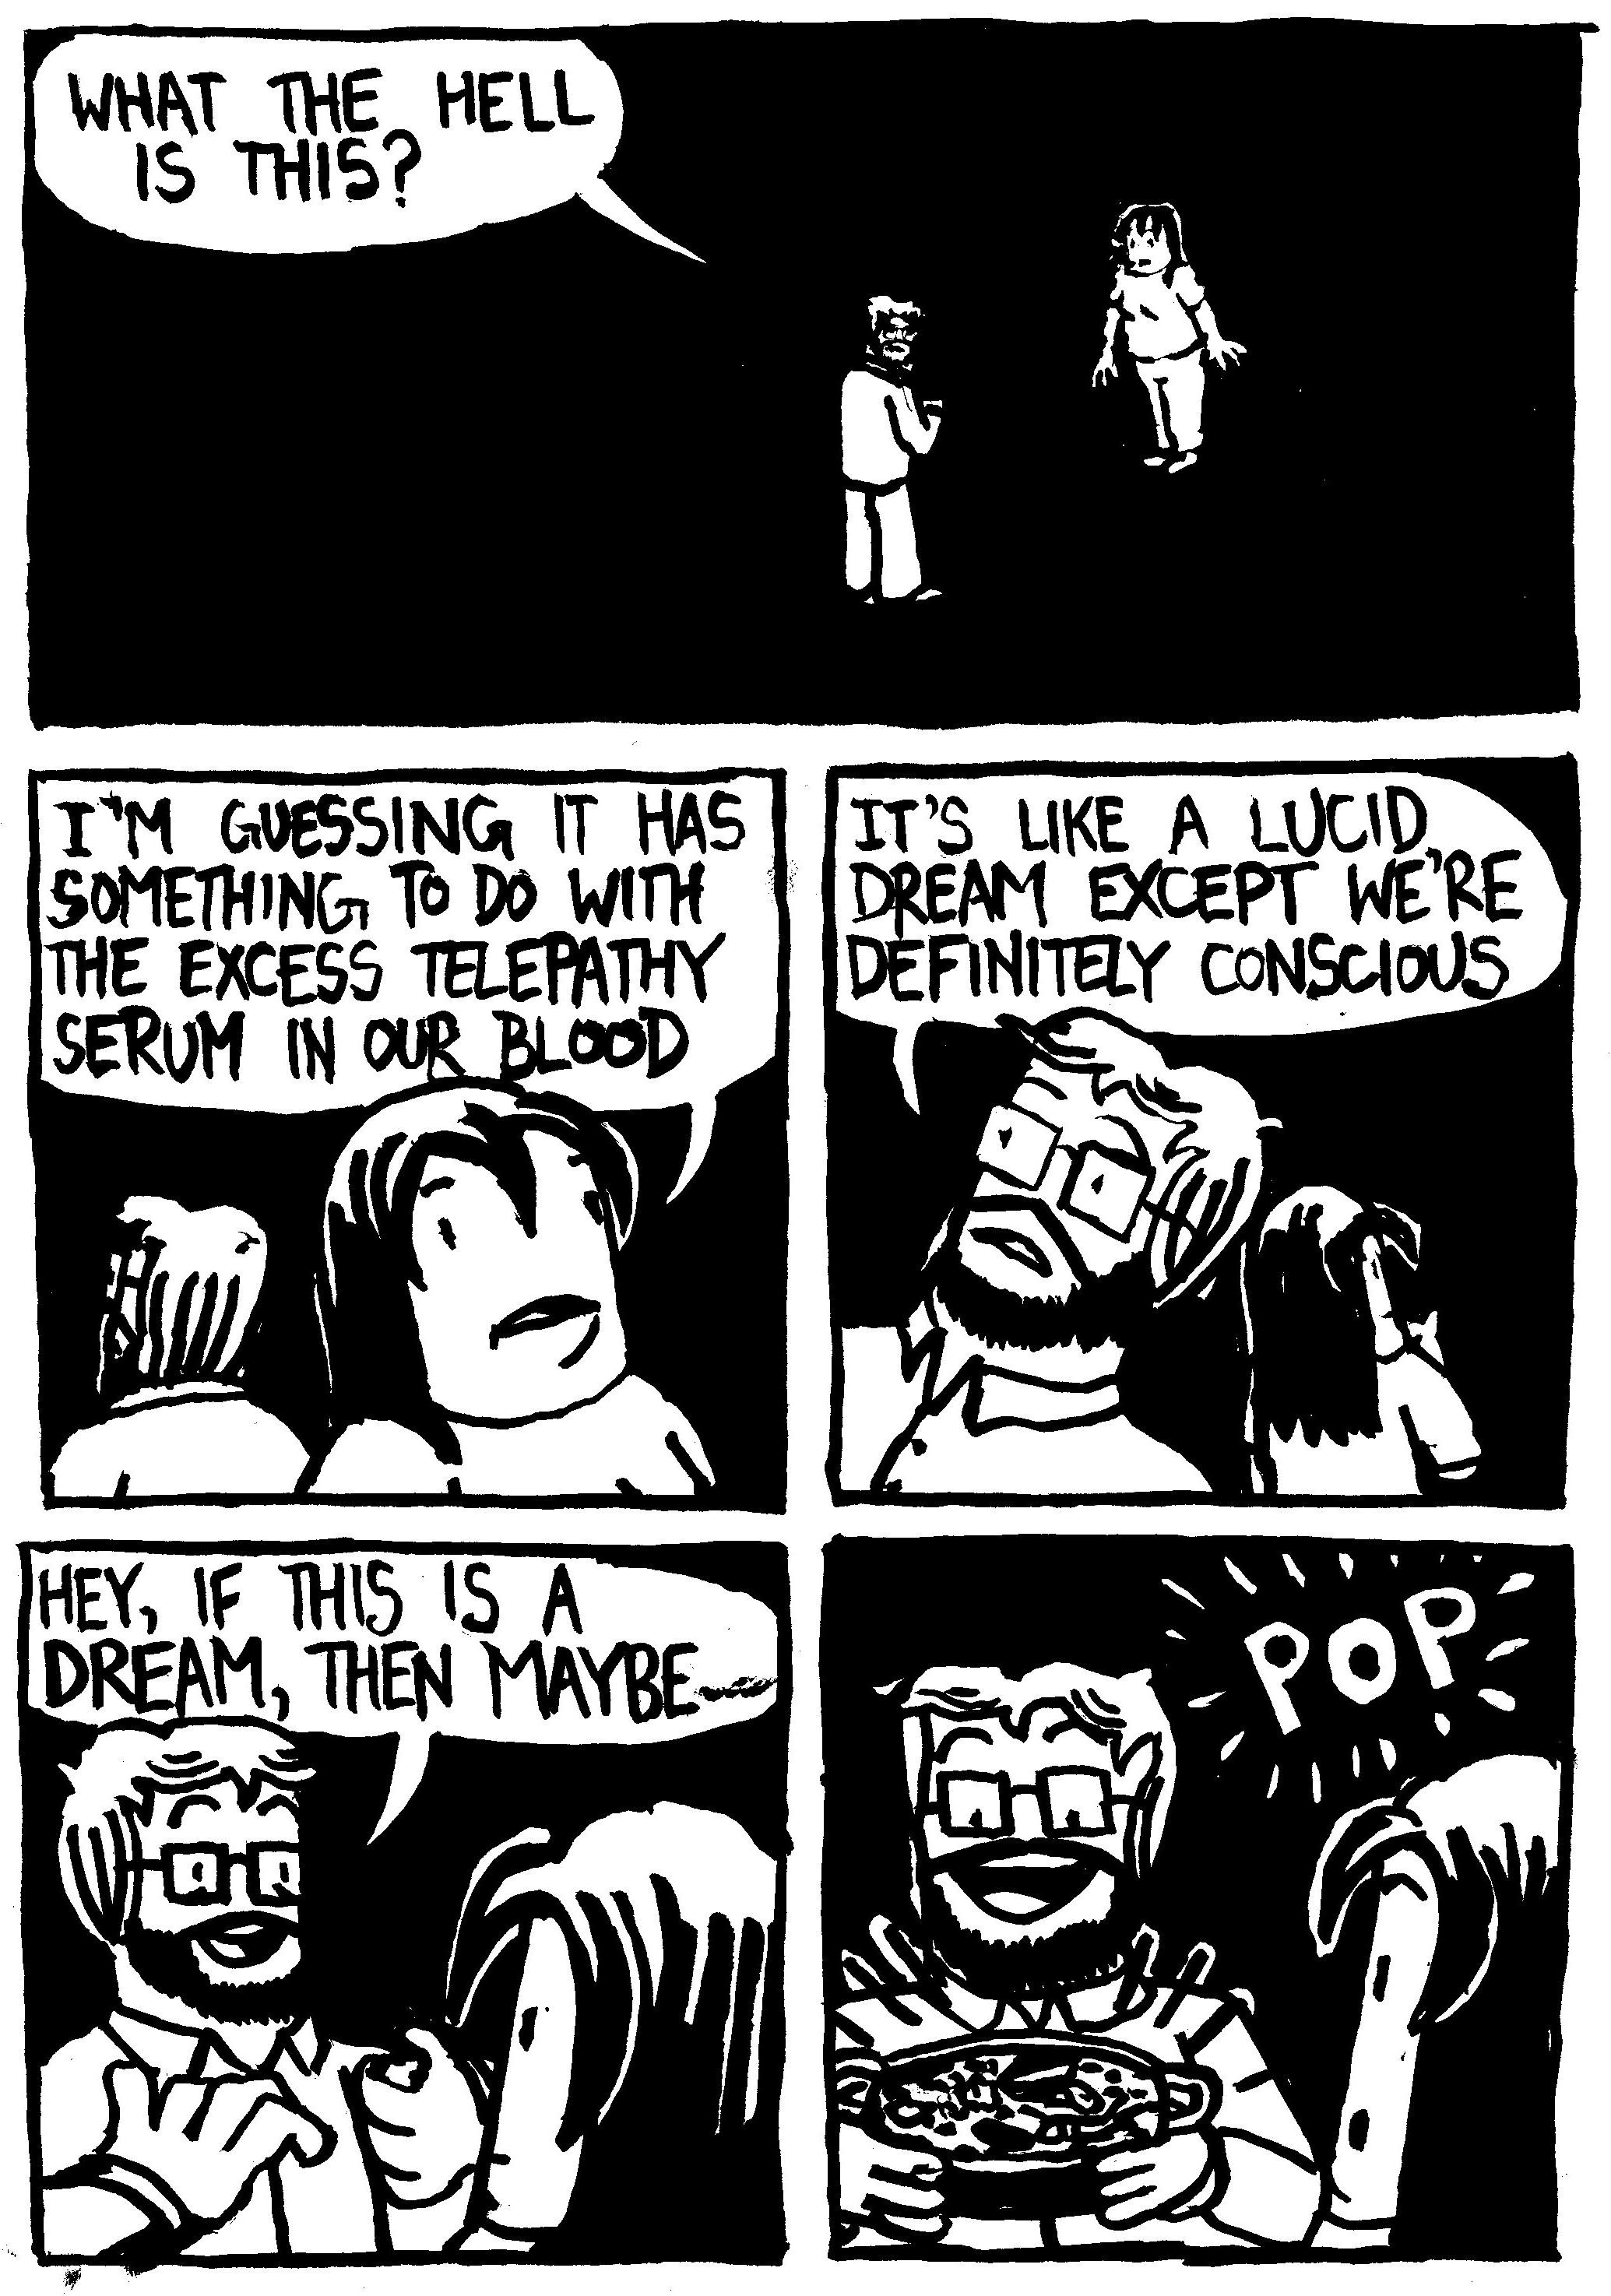 WHAT THE HELL
IS THIS?
I'M GUESSING IT HAS
SOMETHING TO DO WITH
THE EXCESS TELEPATHY
SERUM IN OUR BLOOD
IT'S LIKE A LUCID
DREAM EXCEPT WE'RE
DEFINITELY CONSCIOUS
HEY, IF THIS IS A
DREAM, THEN MAYBE...
POP